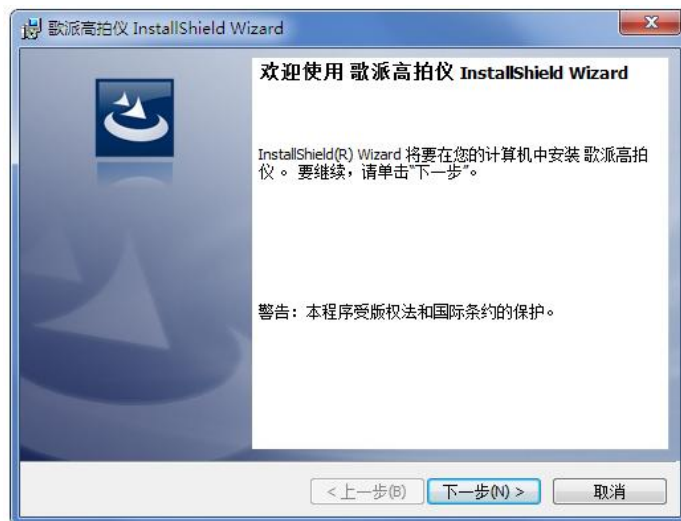 歌派高拍仪 InstallShield Wizard
欢迎使用 歌派高拍仪 InstallShield Wizard
InstallShield(R) Wizard 将要在您的计算机中安装 歌派高拍
仪 。 要继续，请单击“下一步”。
警告：本程序受版权法和国际条约的保护。
<上一步(B)
下一步(N) >
取消